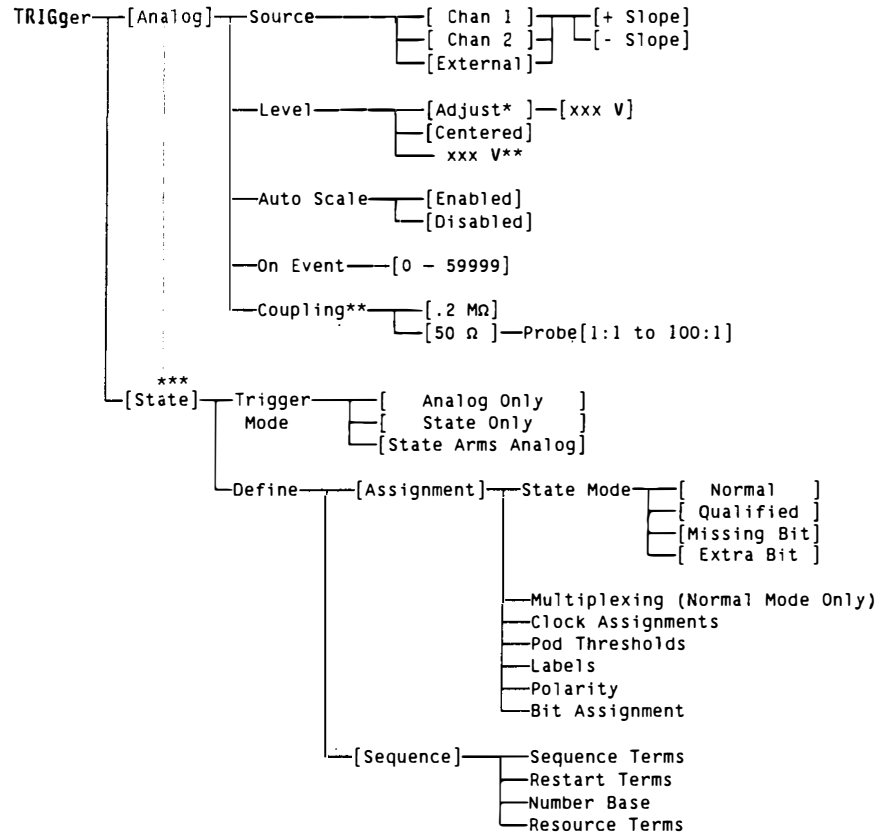 TRIGger [Analog] Source [ Chan 1 ] [+ Slope]
[ Chan 2 ] [- Slope]
[External]
Level [Adjust* ] [xxx V]
[Centered]
xxx V**
Auto Scale [Enabled]
[Disabled]
On Event [0 - 59999]
Coupling** [.2 MΩ]
[50 Ω ] Probe[1:1 to 100:1]
***
[State] Trigger [ Analog Only ]
Mode [ State Only ]
[State Arms Analog]
Define [Assignment] State Mode [ Normal ]
[ Qualified ]
[Missing Bit]
[ Extra Bit ]
Multiplexing (Normal Mode Only)
Clock Assignments
Pod Thresholds
Labels
Polarity
Bit Assignment
[Sequence] Sequence Terms
Restart Terms
Number Base
Resource Terms